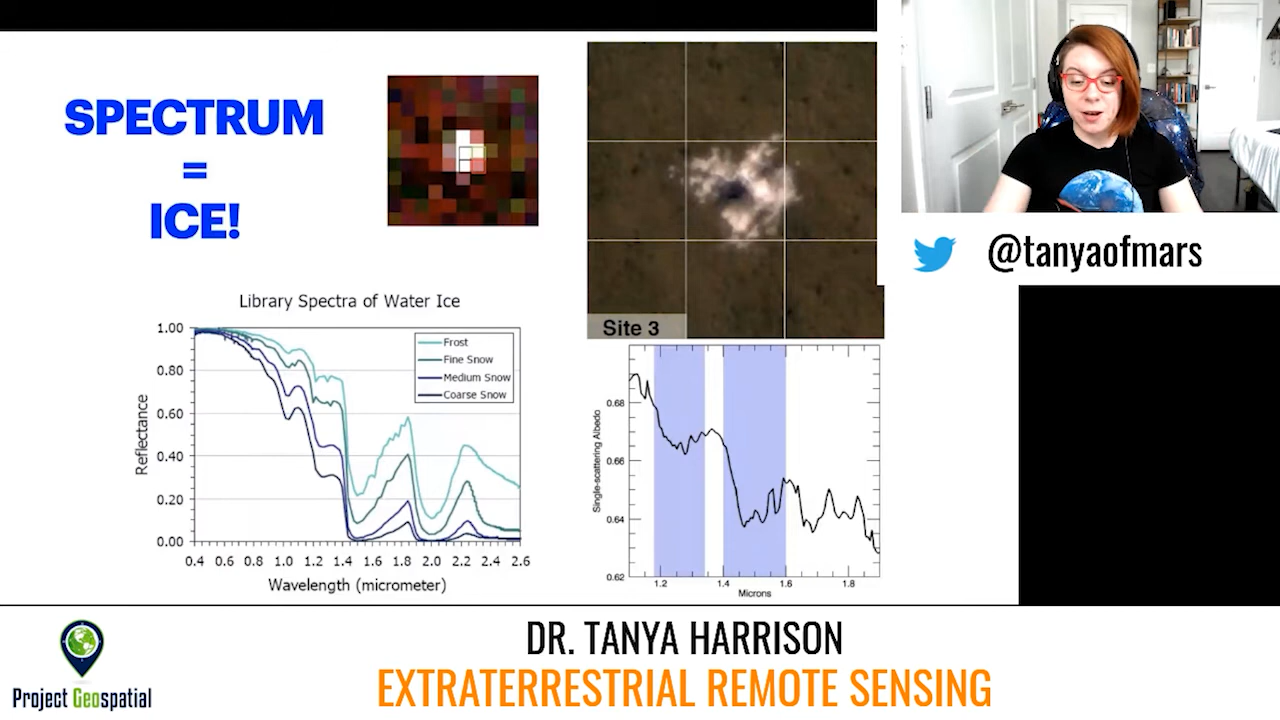 SPECTRUM
=
ICE!
Site 3
@tanyaofmars
Library Spectra of Water Ice
Reflectance
1.00
0.80
0.60
0.40
0.20
0.00
Frost
Fine Snow
Medium Snow
Coarse Snow
0.4 0.6 0.8 1.0 1.2 1.4 1.6 1.8 2.0 2.2 2.4 2.6
Wavelength (micrometer)
Single-scattering Albedo
0.68
0.66
0.64
0.62
1.2 1.4 1.6 1.8
Microns
DR. TANYA HARRISON
EXTRATERRESTRIAL REMOTE SENSING
Project Geospatial